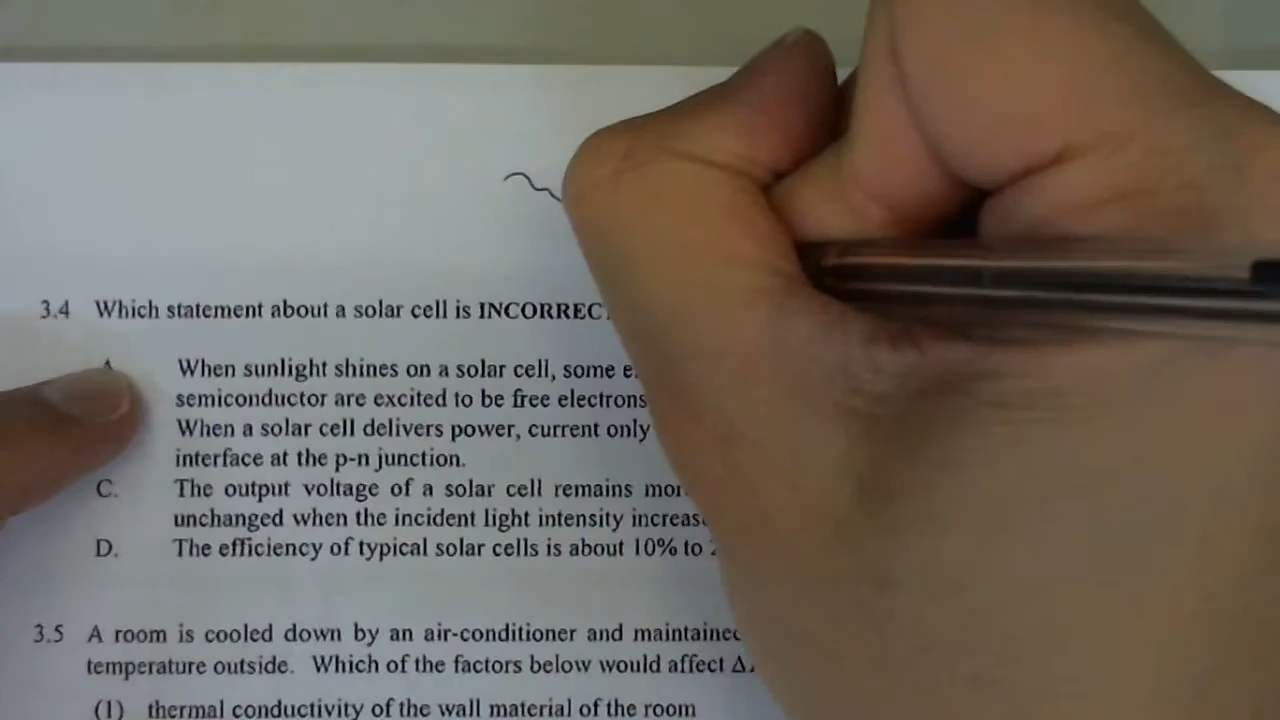 3.4 Which statement about a solar cell is INCORREC
When sunlight shines on a solar cell, some
semiconductor are excited to be free electrons
When a solar cell delivers power, current only
interface at the p-n junction.
C. The output voltage of a solar cell remains
unchanged when the incident light intensity
D. The efficiency of typical solar cells is about 10% to
3.5 A room is cooled down by an air-conditioner and
temperature outside. Which of the factors below would affect
(1) thermal conductivity of the wall material of the room